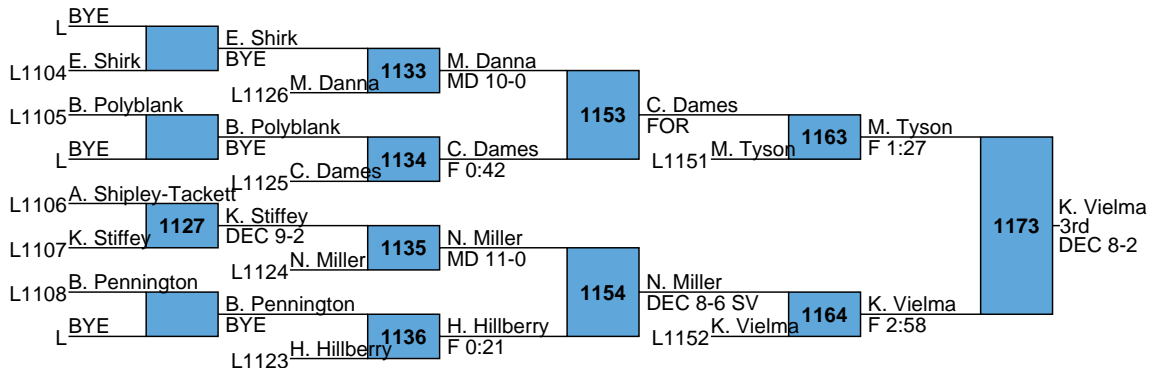 BYE
L
E. Shirk
BYE
L1104 E. Shirk
1133
M. Danna
MD 10-0
L1126 M. Danna
L1105 B. Polyblank
1153
C. Dames
FOR
B. Polyblank
BYE
L BYE
1134
C. Dames
F 0:42
L1125 C. Dames
L1151 M. Tyson
1163
M. Tyson
F 1:27
L1106 A. Shipley-Tackett
1127
K. Stiffey
DEC 9-2
L1107 K. Stiffey
1135
N. Miller
MD 11-0
L1124 N. Miller
1173
K. Vielma
3rd
DEC 8-2
L1108 B. Pennington
1154
N. Miller
DEC 8-6 SV
B. Pennington
BYE
L BYE
1136
H. Hillberry
F 0:21
L1123 H. Hillberry
L1152 K. Vielma
1164
K. Vielma
F 2:58